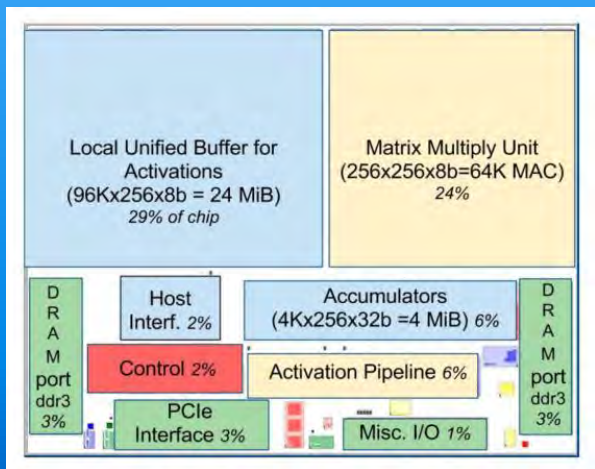 Local Unified Buffer for
Activations
(96Kx256x8b = 24 MiB)
29% of chip
Matrix Multiply Unit
(256x256x8b=64K MAC)
24%
D
R
A
M
port
ddr3
3%
Host
Interf. 2%
Accumulators
(4Kx256x32b =4 MiB) 6%
D
R
A
M
port
ddr3
3%
Control 2%
Activation Pipeline 6%
PCIe
Interface 3%
Misc. I/O 1%